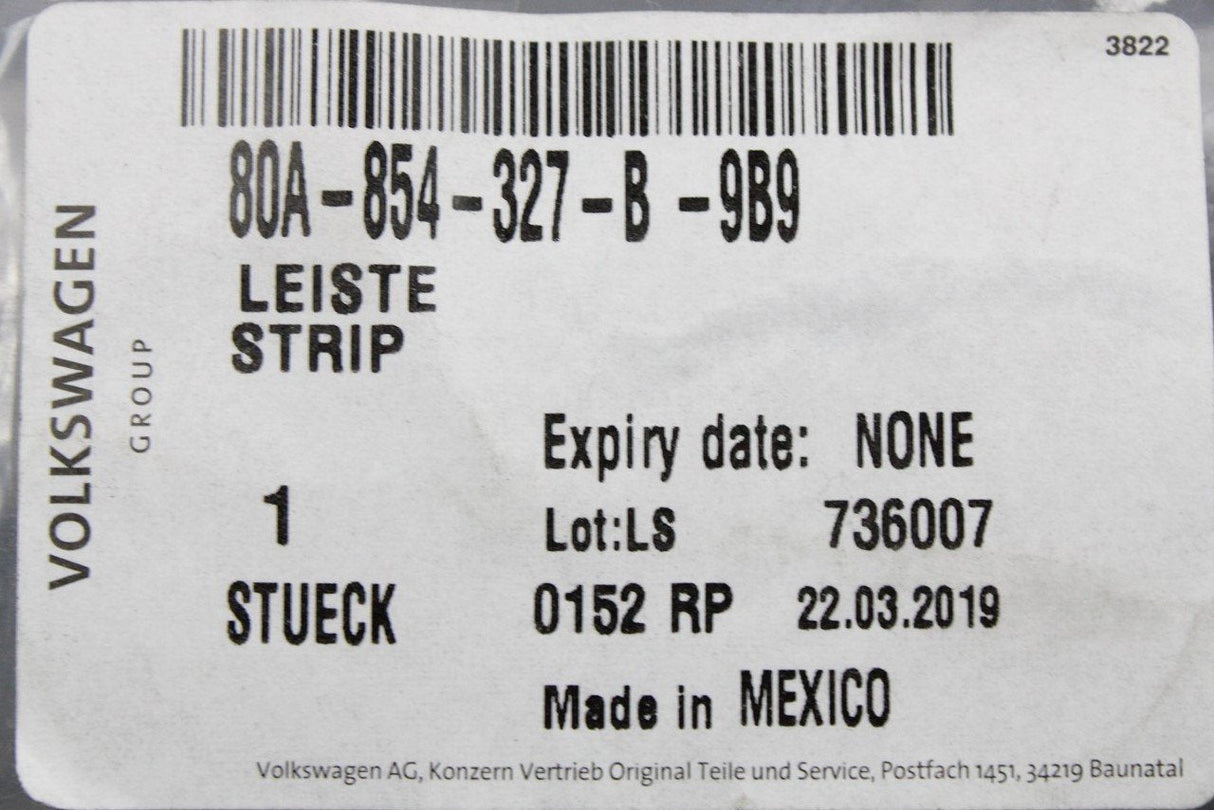 3822
80A-854-327-B -9B9
LEISTE
STRIP
VOLKSWAGEN
GROUP
Expiry date: NONE
1 Lot:LS 736007
STUECK 0152 RP 22.03.2019
Made in MEXICO
Volkswagen AG, Konzern Vertrieb Original Teile und Service, Postfach 1451, 34219 Baunatal